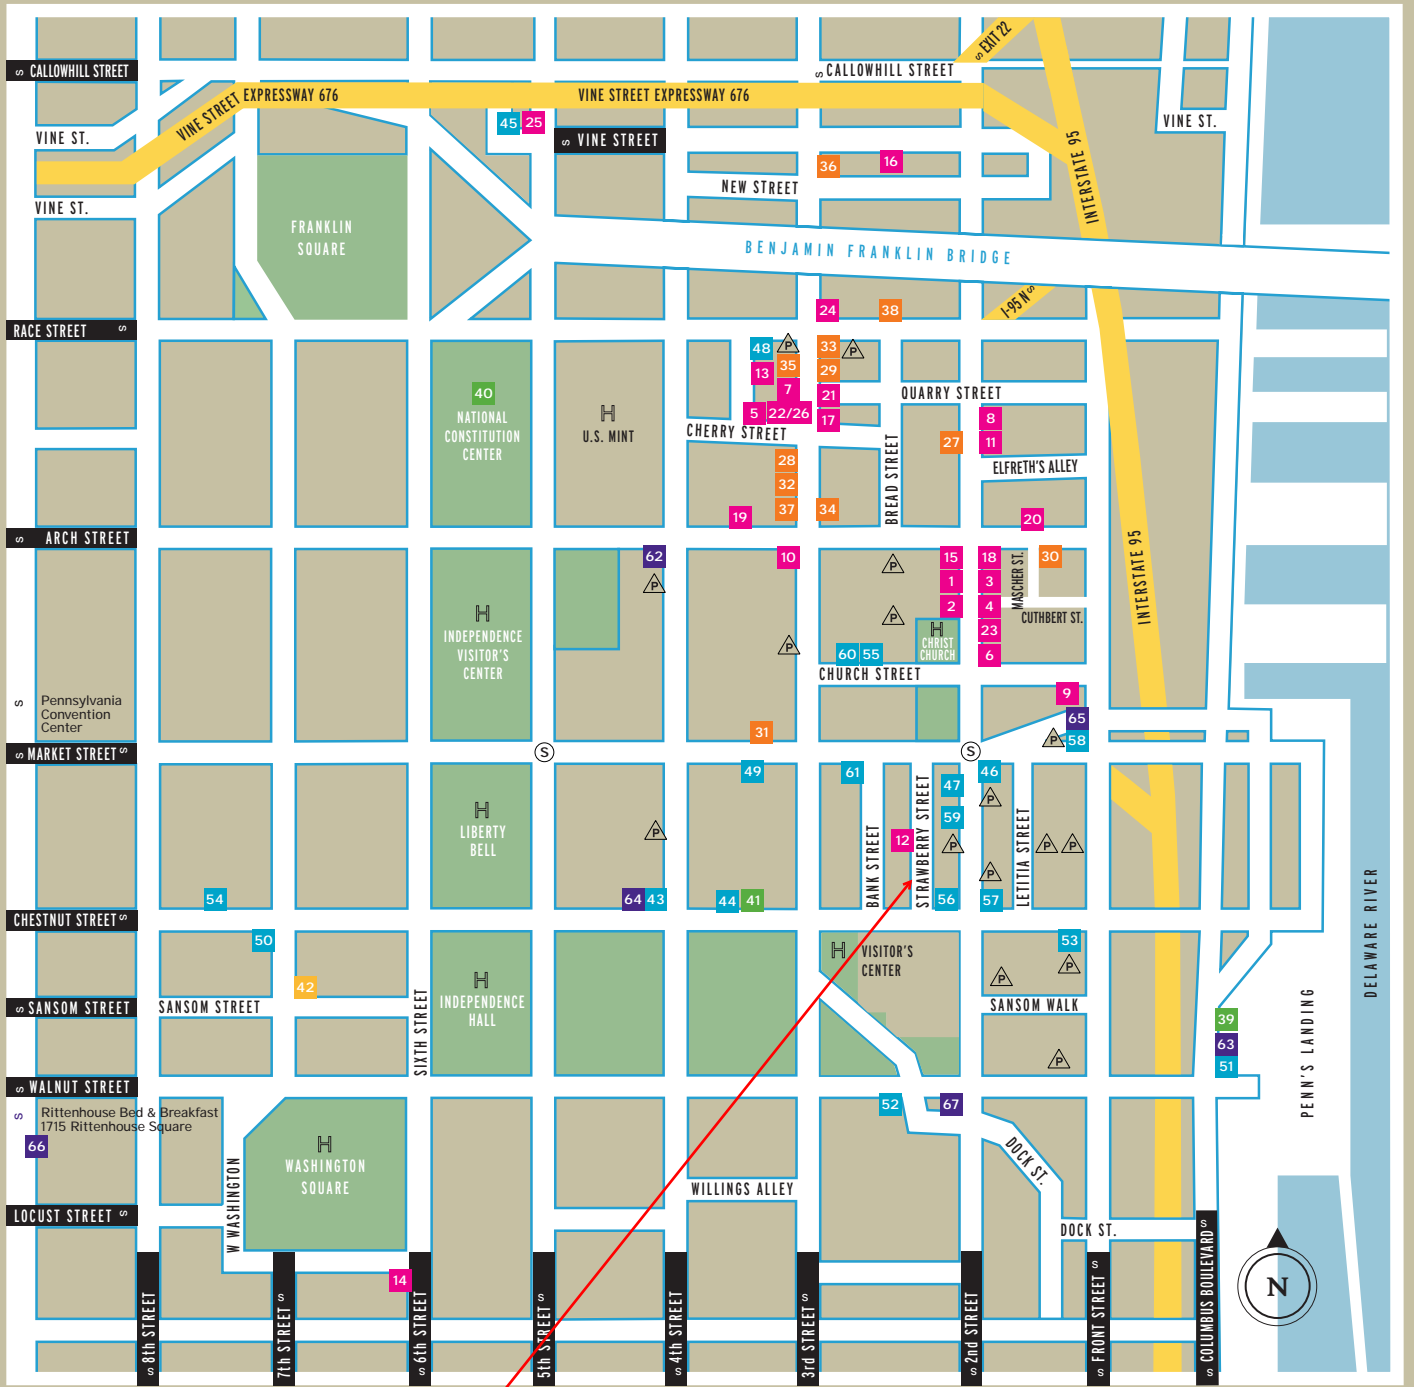 EXIT 22
S
S CALLOWHILL STREET
S CALLOWHILL STREET
VINE STREET
EXPRESSWAY 676
VINE STREET EXPRESSWAY 676
45
25
VINE ST.
S VINE STREET
VINE ST.
INTERSTATE 95
36
16
NEW STREET
VINE ST.
FRANKLIN
SQUARE
BENJAMIN FRANKLIN BRIDGE
I-95 N
S
24
38
RACE STREET S
48
P
35
13
7
5
22/26
33
P
29
21
17
CHERRY STREET
QUARRY STREET
40
NATIONAL
CONSTITUTION
CENTER
H
U.S. MINT
8
11
27
BREAD STREET
ELFRETH'S ALLEY
28
32
37
19
34
20
S ARCH STREET
INTERSTATE 95
62
P
10
P
P
15
1
2
18
3
4
23
6
MASCHER ST.
30
CUTHBERT ST.
P
H
INDEPENDENCE
VISITOR'S
CENTER
60
55
H
CHRIST
CHURCH
CHURCH STREET
S
Pennsylvania
Convention
Center
9
65
58
P
31
S MARKET STREET S
S
S
49
61
47
59
P
46
P
P
P
P
H
LIBERTY
BELL
P
12
BANK STREET
STRAWBERRY STREET
LETITIA STREET
54
64
43
44
41
56
57
CHESTNUT STREET S
DELAWARE RIVER
50
53
H
VISITOR'S
CENTER
P
P
42
H
INDEPENDENCE
HALL
S SANSOM STREET
SANSOM STREET
SIXTH STREET
SANSOM WALK
39
63
51
PENN'S LANDING
P
S WALNUT STREET
S
Rittenhouse Bed & Breakfast
1715 Rittenhouse Square
66
52
67
H
WASHINGTON
SQUARE
W WASHINGTON
DOCK ST.
WILLINGS ALLEY
LOCUST STREET S
DOCK ST.
14
N
S 8th STREET
7th STREET S
S 6th STREET
5th STREET S
S 4th STREET
3rd STREET S
S 2nd STREET
S FRONT STREET S
S COLUMBUS BOULEVARD S